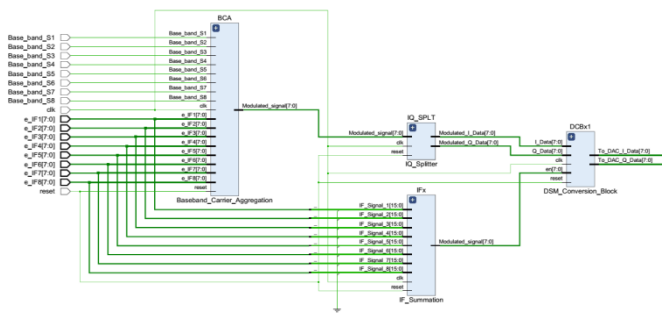 BCA
Base_band_S1
Base_band_S2
Base_band_S3
Base_band_S4
Base_band_S5
Base_band_S6
Base_band_S7
Base_band_S8
clk
e_IF1[7:0]
e_IF2[7:0]
e_IF3[7:0]
e_IF4[7:0]
e_IF5[7:0]
e_IF6[7:0]
e_IF7[7:0]
e_IF8[7:0]
reset
Base_band_S1
Base_band_S2
Base_band_S3
Base_band_S4
Base_band_S5
Base_band_S6
Base_band_S7
Base_band_S8
clk
e_IF1[7:0]
e_IF2[7:0]
e_IF3[7:0]
e_IF4[7:0]
e_IF5[7:0]
e_IF6[7:0]
e_IF7[7:0]
e_IF8[7:0]
reset
Modulated_signal[7:0]
Baseband_Carrier_Aggregation
IQ_SPLT
Modulated_signal[7:0]
clk
reset
Modulated_I_Data[7:0]
Modulated_Q_Data[7:0]
IQ_Splitter
DCBx1
I_Data[7:0]
Q_Data[7:0]
clk
en[7:0]
reset
To_DAC_I_Data[7:0]
To_DAC_Q_Data[7:0]
DSM_Conversion_Block
IFx
IF_Signal_1[15:0]
IF_Signal_2[15:0]
IF_Signal_3[15:0]
IF_Signal_4[15:0]
IF_Signal_5[15:0]
IF_Signal_6[15:0]
IF_Signal_7[15:0]
IF_Signal_8[15:0]
clk
reset
Modulated_signal[7:0]
IF_Summation